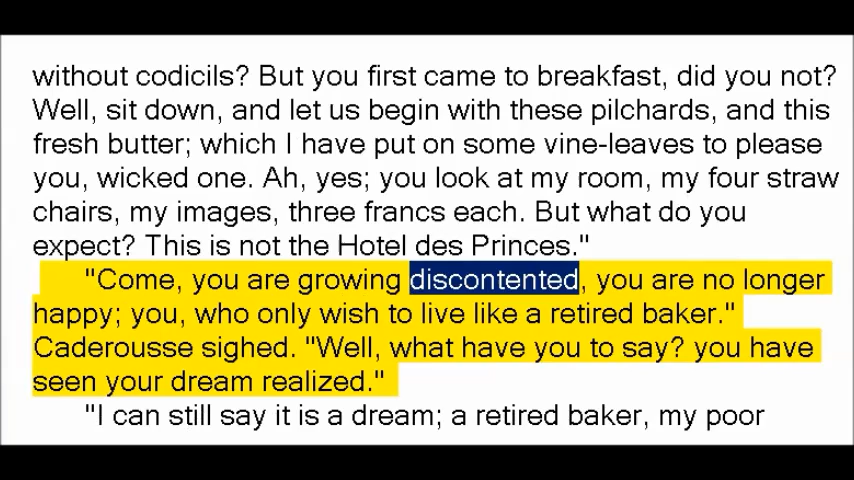 without codicils? But you first came to breakfast, did you not?
Well, sit down, and let us begin with these pilchards, and this
fresh butter; which I have put on some vine-leaves to please
you, wicked one. Ah, yes; you look at my room, my four straw
chairs, my images, three francs each. But what do you
expect? This is not the Hotel des Princes."
"Come, you are growing discontented, you are no longer
happy; you, who only wish to live like a retired baker."
Caderousse sighed. "Well, what have you to say? you have
seen your dream realized."
"I can still say it is a dream; a retired baker, my poor